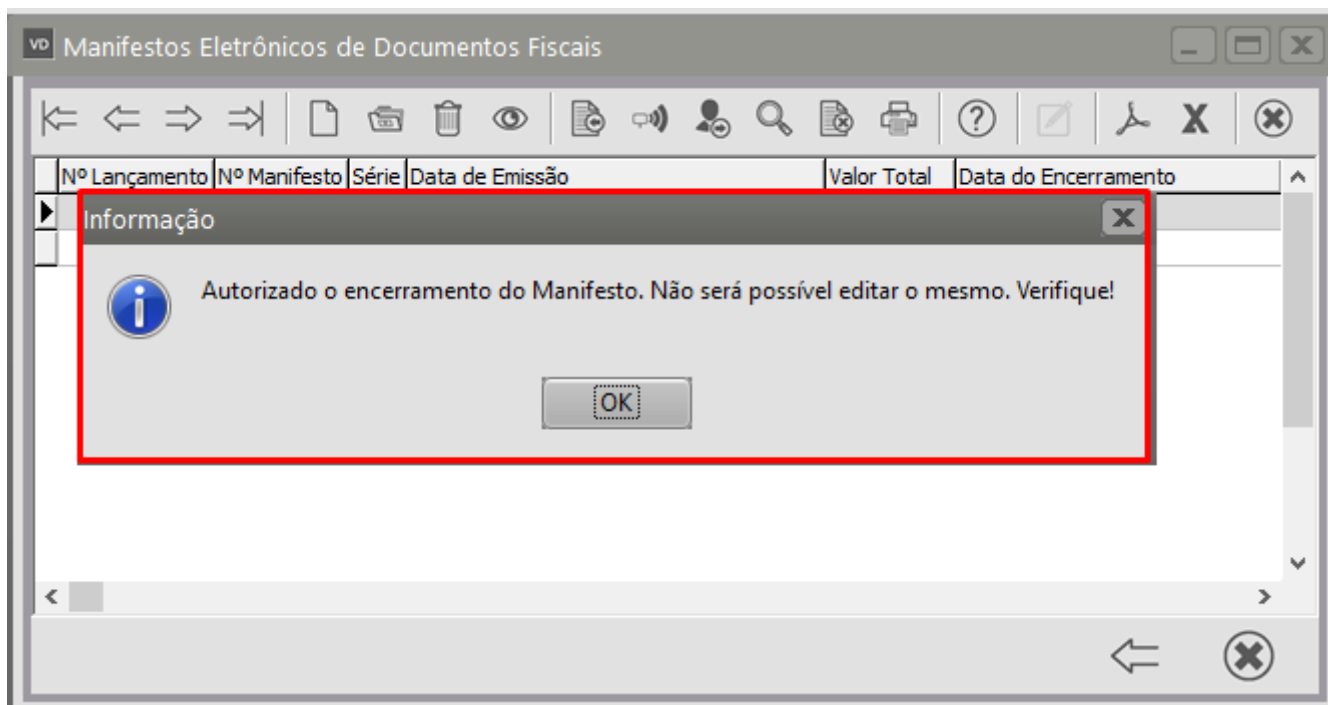 VD Manifestos Eletrônicos de Documentos Fiscais
Nº Lançamento Nº Manifesto Série Data de Emissão Valor Total Data do Encerramento
Informação
Autorizado o encerramento do Manifesto. Não será possível editar o mesmo. Verifique!
OK